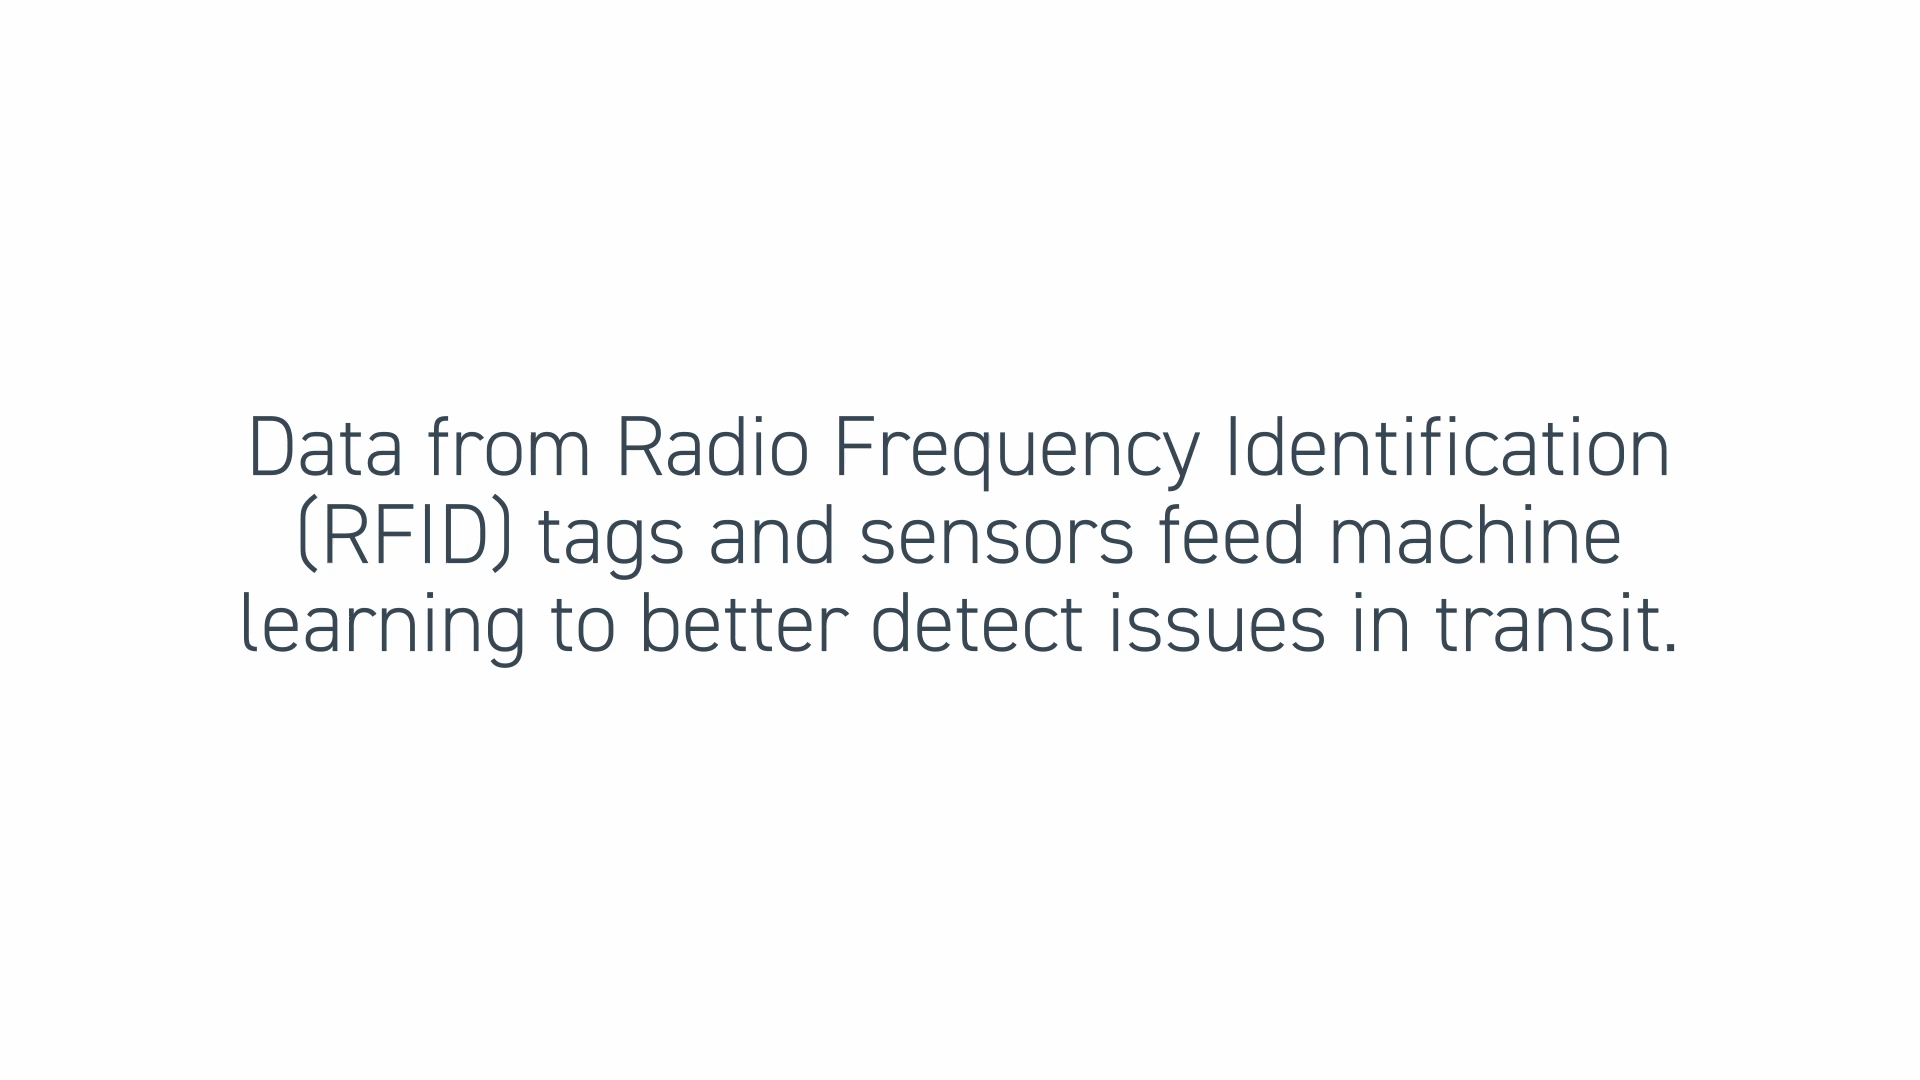 Data from Radio Frequency Identification
(RFID) tags and sensors feed machine
learning to better detect issues in transit.